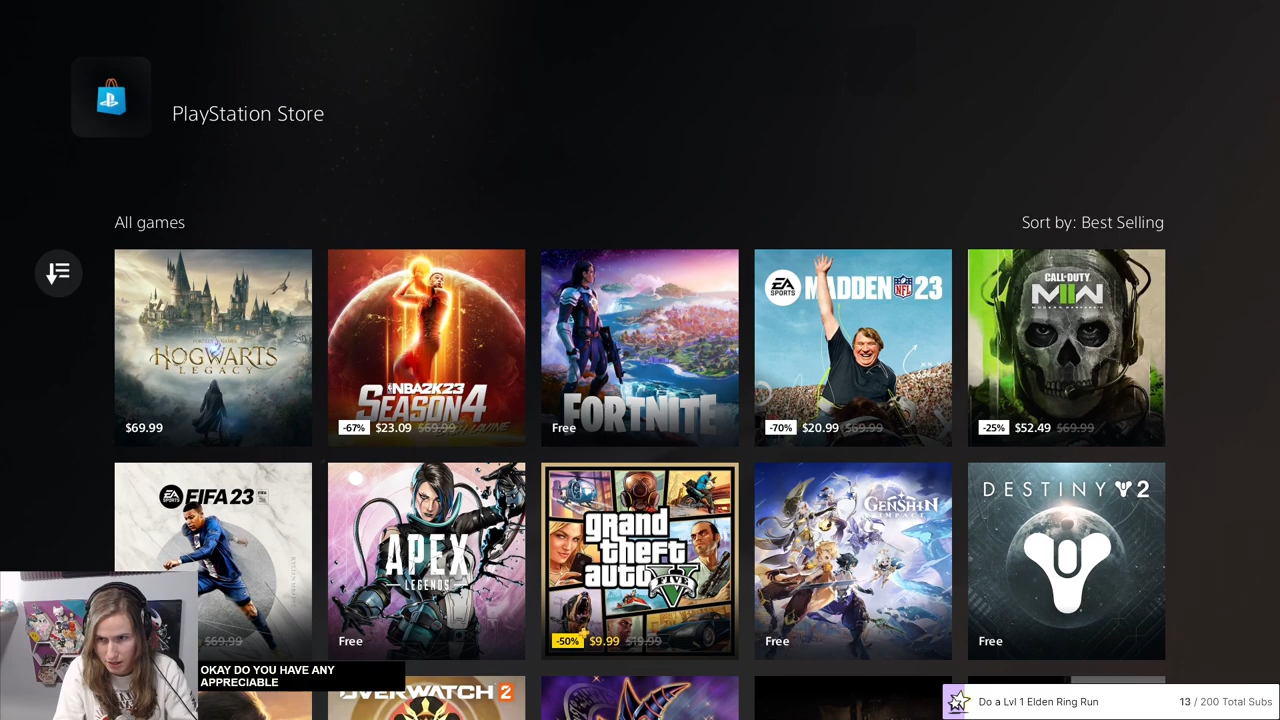 PlayStation Store
All games
Sort by: Best Selling
HOGWARTS
LEGACY
$69.99
NBA2K23
SEASON 4
-67% $23.09 $69.99
FORTNITE
Free
EA SPORTS
MADDEN NFL 23
-70% $20.99 $69.99
CALL OF DUTY
MWII
-25% $52.49 $69.99
EA SPORTS FIFA 23
$69.99
APEX
LEGENDS
Free
grand
theft
auto
V
FIVE
-50% $9.99 $19.99
GENSHIN
IMPACT
Free
DESTINY 2
Free
OVERWATCH 2
OKAY DO YOU HAVE ANY
APPRECIABLE
Do a Lvl 1 Elden Ring Run
13 / 200 Total Subs